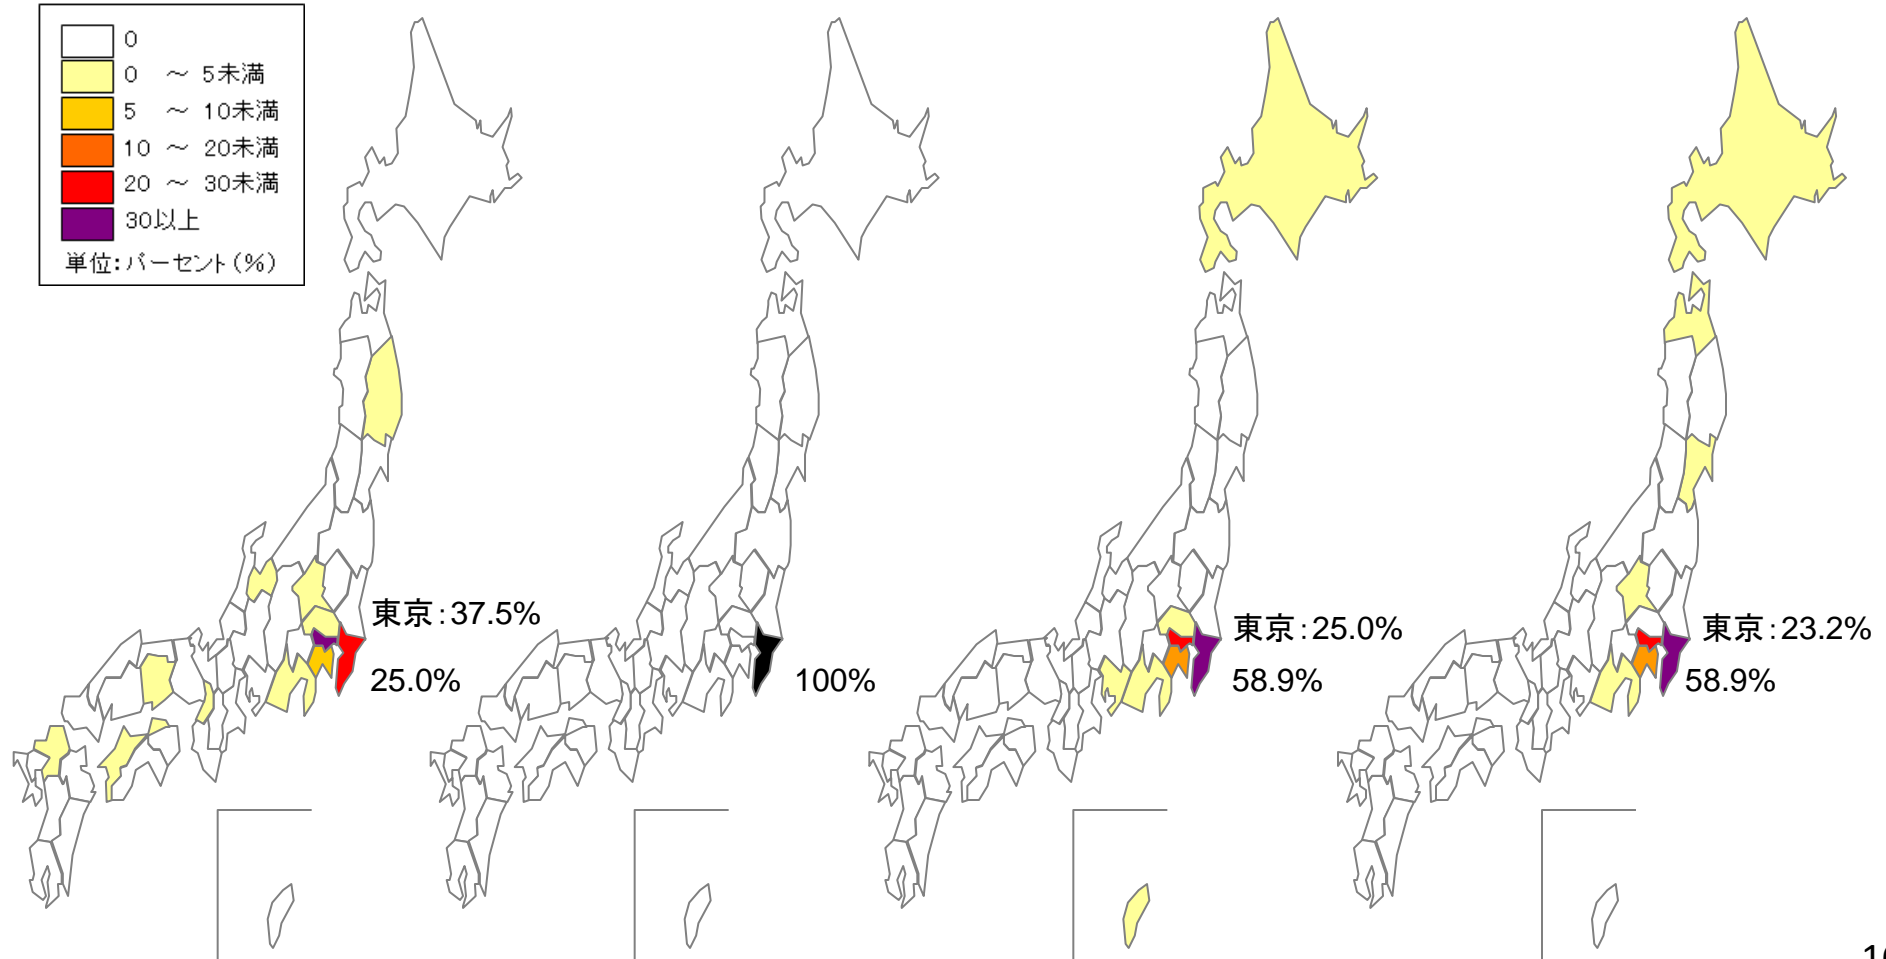 0
0 ～ 5未満
5 ～ 10未満
10 ～ 20未満
20 ～ 30未満
30以上
単位:パーセント(%)
東京:37.5%
25.0%
100%
東京:25.0%
58.9%
東京:23.2%
58.9%